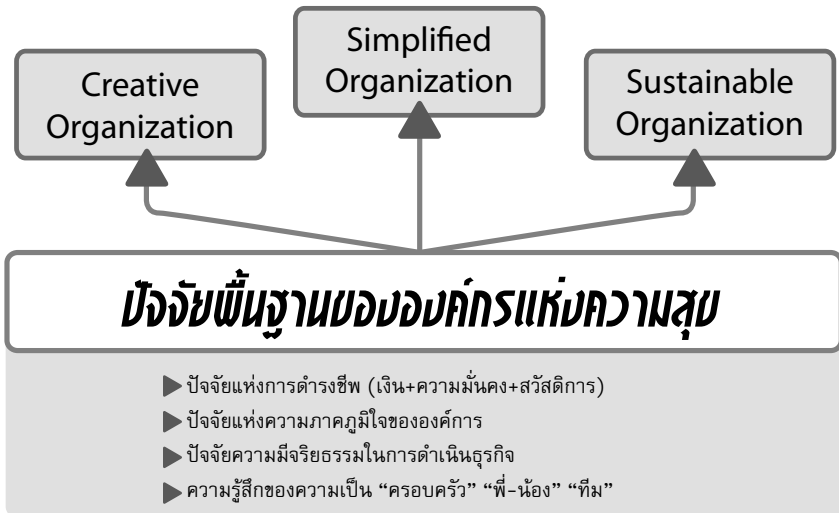 Simplified
Organization
Creative
Organization
Sustainable
Organization
ปัจจัยพื้นฐานขององค์กรแห่งความสุข
ปัจจัยแห่งการดำรงชีพ (เงิน+ความมั่นคง+สวัสดิการ)
ปัจจัยแห่งความภาคภูมิใจขององค์การ
ปัจจัยความมีจริยธรรมในการดำเนินธุรกิจ
ความรู้สึกของความเป็น “ครอบครัว” “พี่-น้อง” “ทีม”